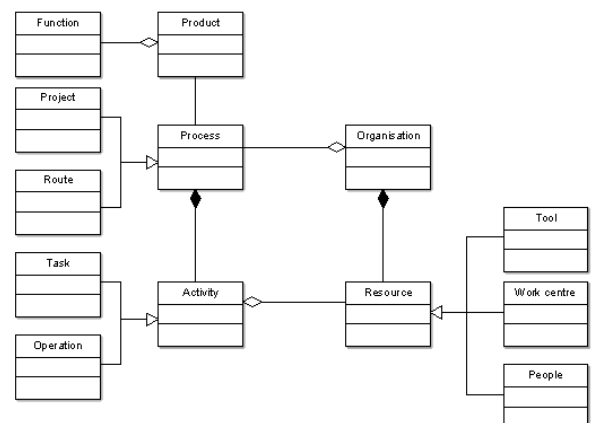 Function
Product
Project
Process
Organisation
Route
Tool
Task
Activity
Resource
Work centre
Operation
People